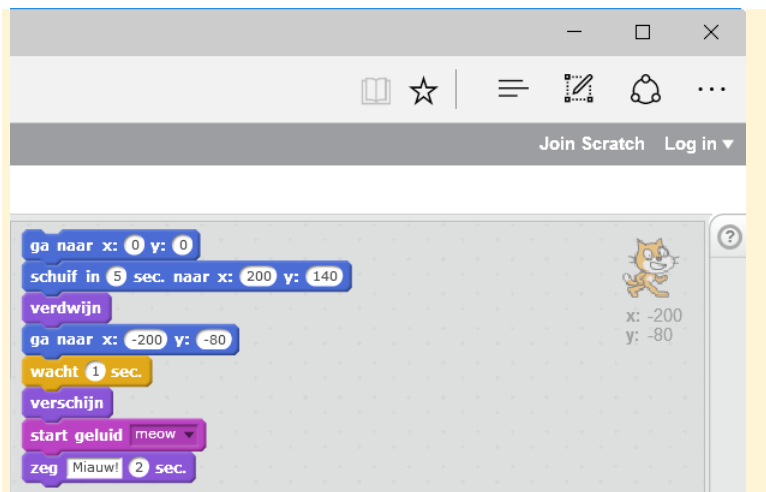 Join Scratch Log in ▾
ga naar x: 0 y: 0
schuif in 5 sec. naar x: 200 y: 140
verdwijn
ga naar x: -200 y: -80
wacht 1 sec.
verschijn
start geluid meow ▾
zeg Miauw! 2 sec.
x: -200
y: -80
?